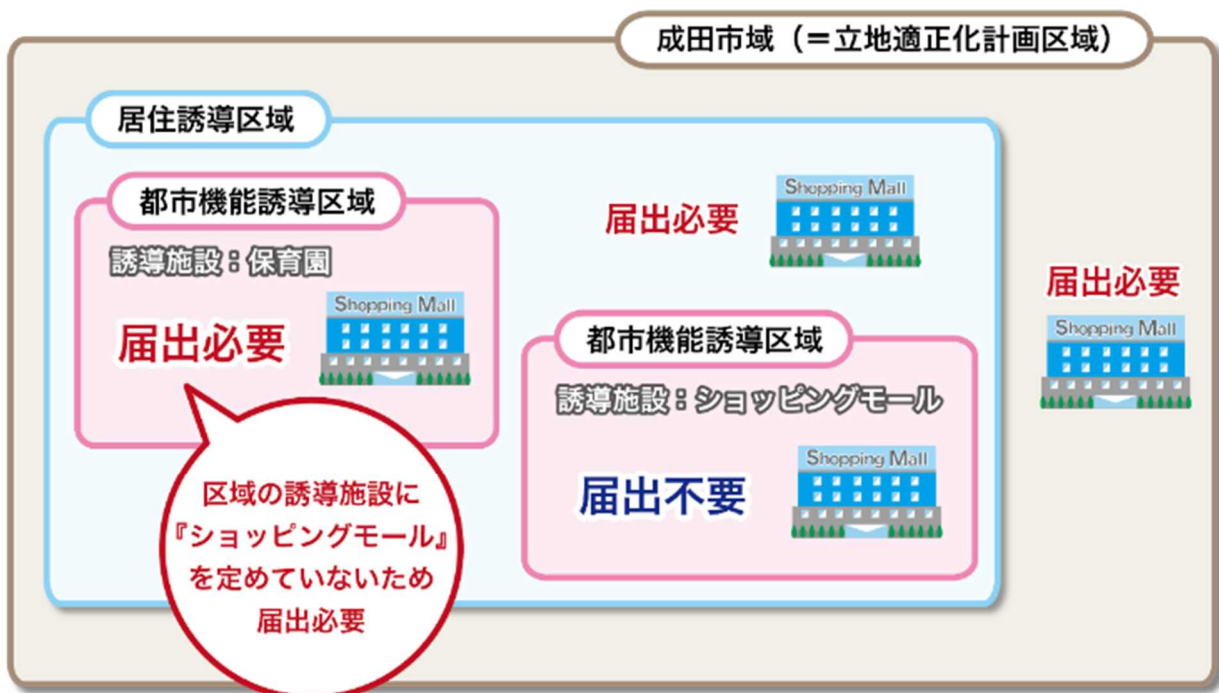 成田市域（＝立地適正化計画区域）
居住誘導区域
都市機能誘導区域
誘導施設：保育園
届出必要
Shopping Mall
区域の誘導施設に
『ショッピングモール』
を定めていないため
届出必要
届出必要
Shopping Mall
都市機能誘導区域
誘導施設：ショッピングモール
届出不要
Shopping Mall
届出必要
Shopping Mall